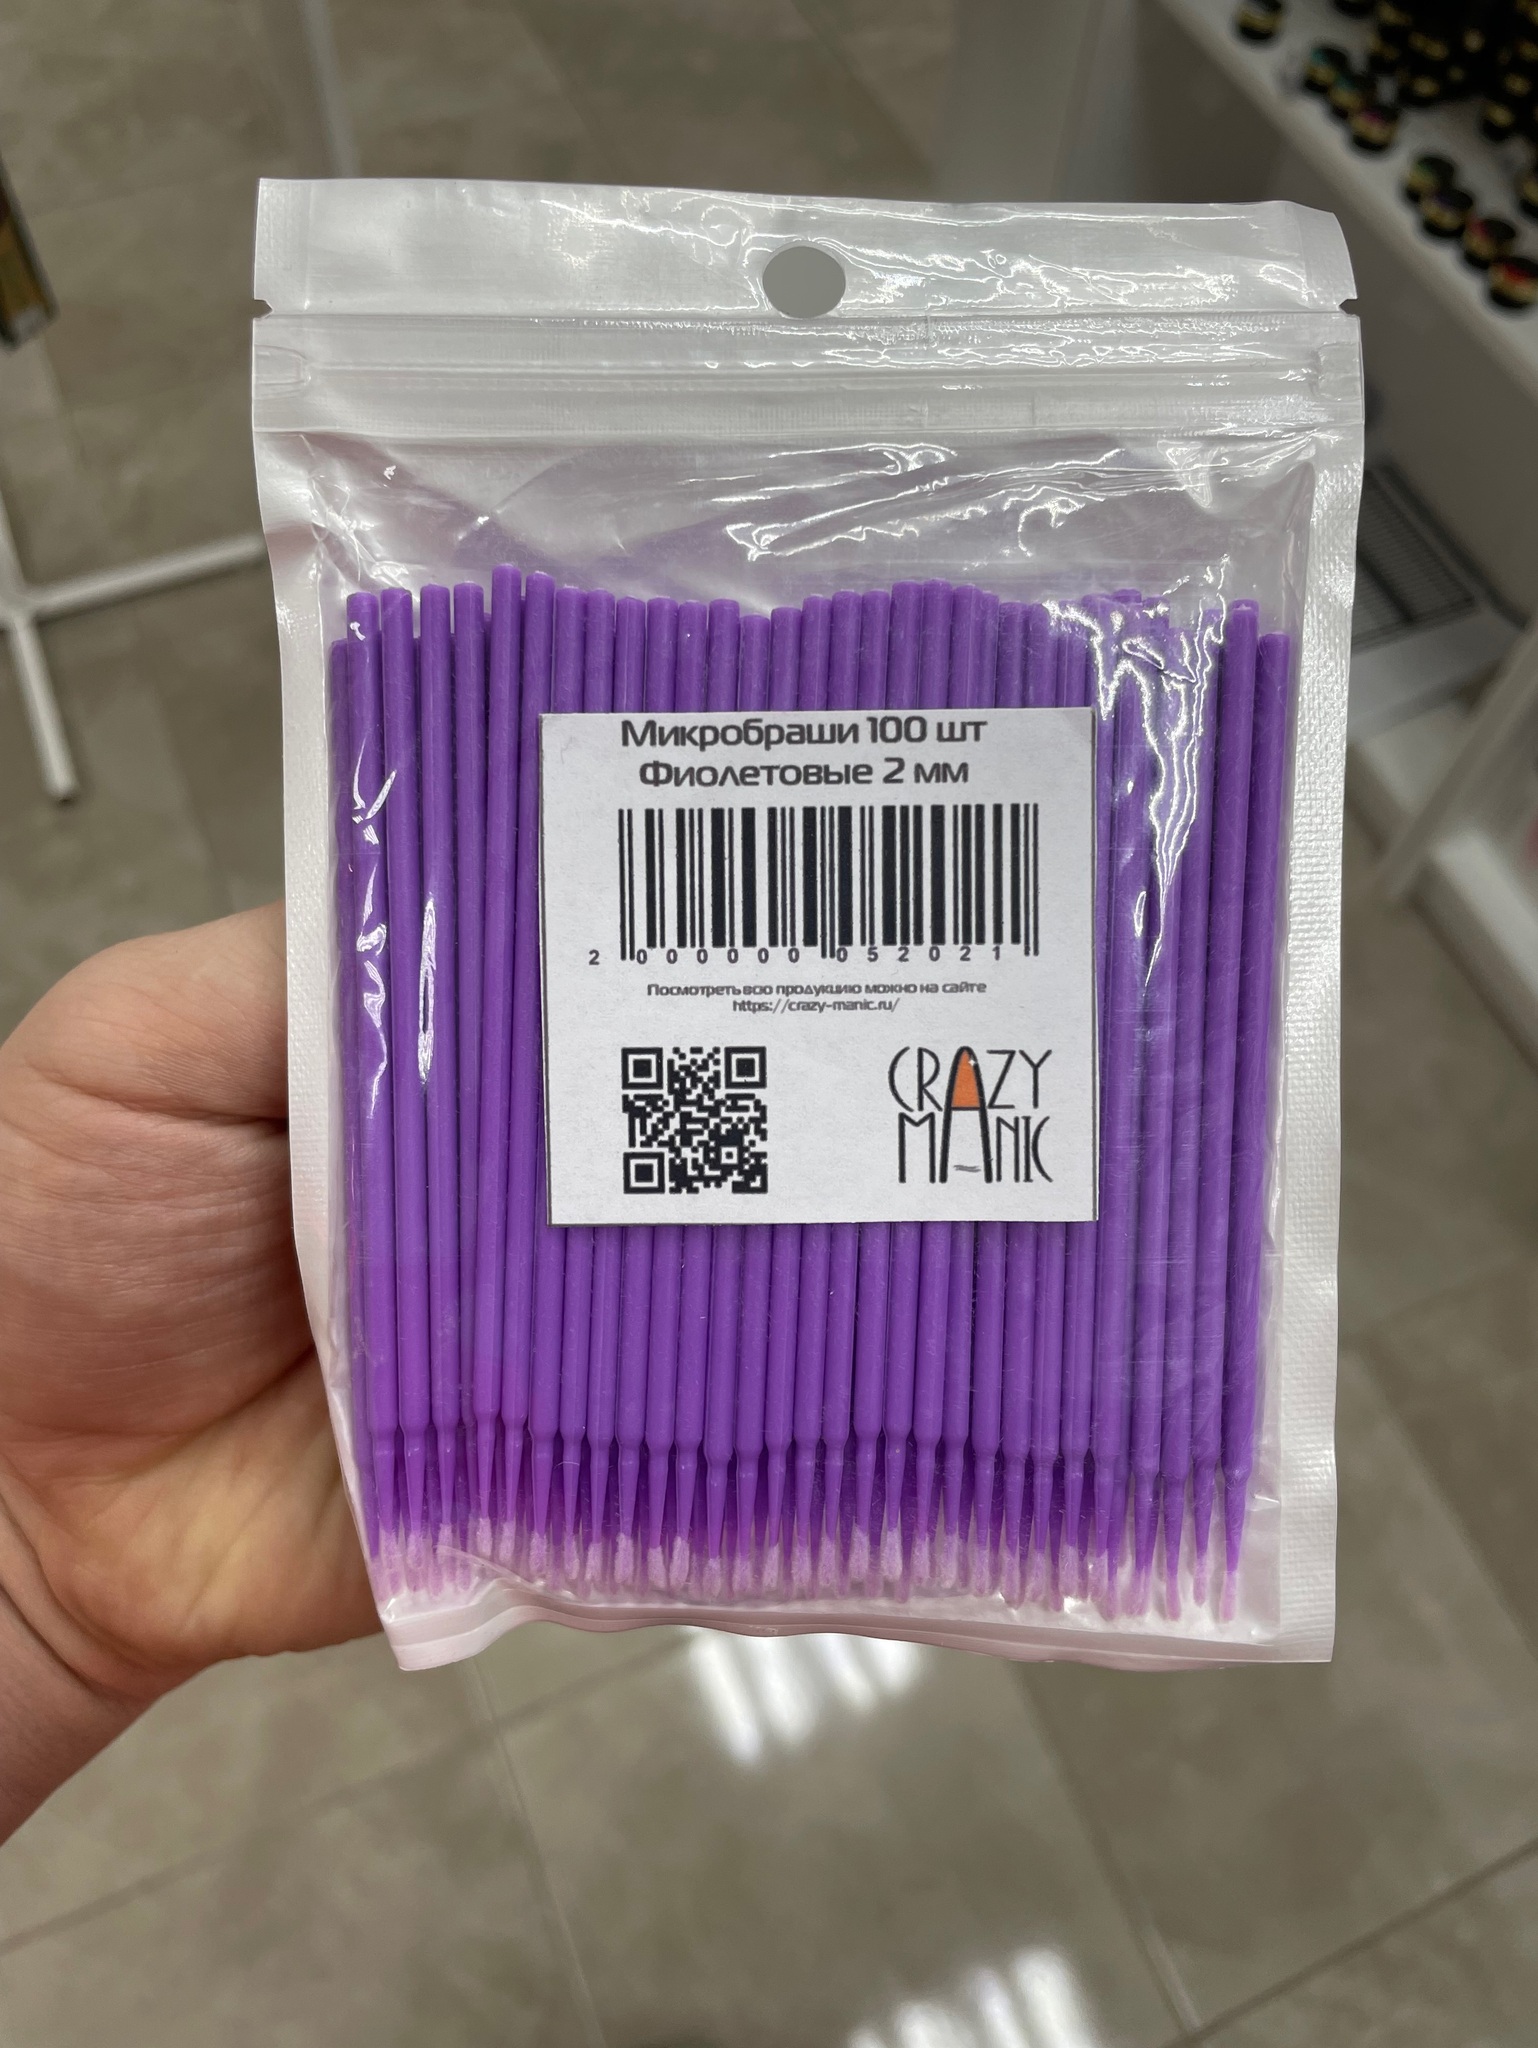 Микробраши 100 шт
Фиолетовые 2 мм
2 000000 052021
Посмотреть всю продукцию можно на сайте
https://crazy-manic.ru/
CRAZY
MANIC